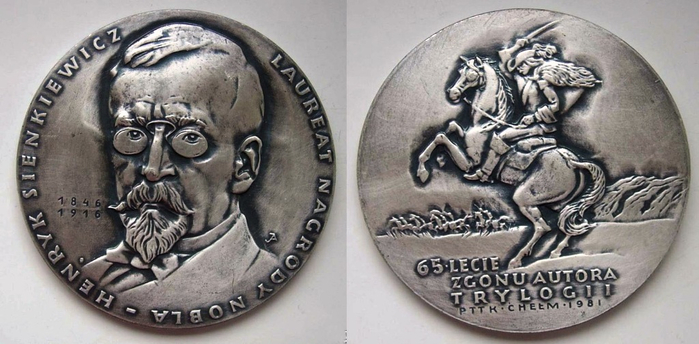 HENRYK SIENKIEWICZ - LAUREAT NAGRODY NOBLA -
1846
1916
65·LECIE
ZGONU AUTORA
TRYLOGII
PTTK·CHEŁM·1981